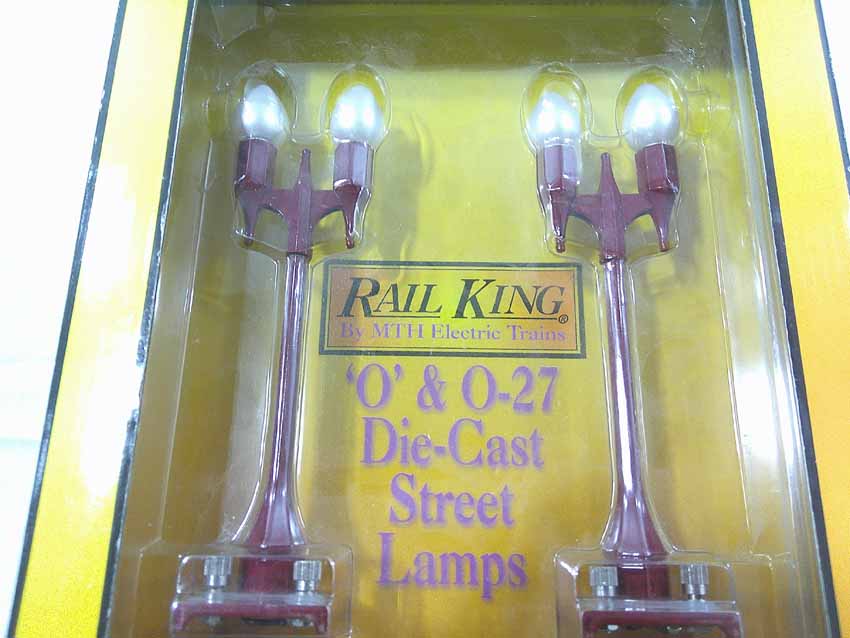 RAIL KING®
By MTH Electric Trains
‘O’ & O-27
Die-Cast
Street
Lamps